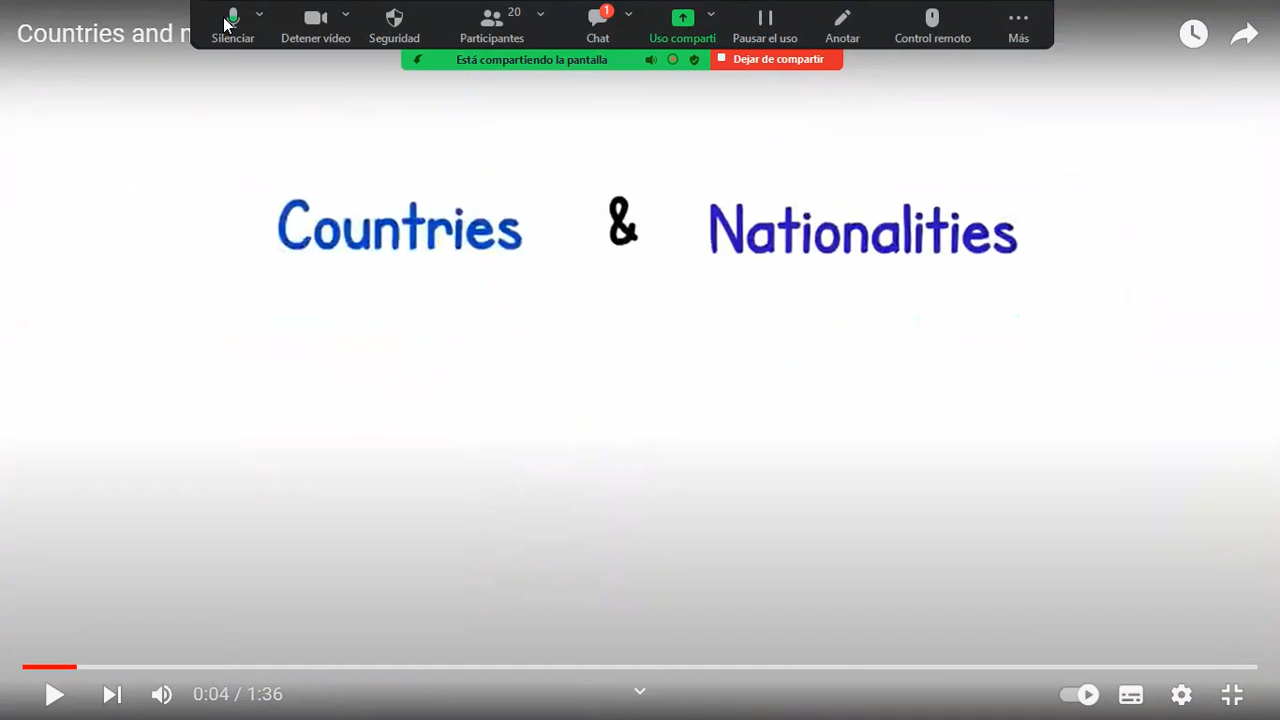 Countries and n
Silenciar
Detener vídeo
Seguridad
20
Participantes
1
Chat
Uso comparti
Pausar el uso
Anotar
Control remoto
Más
Está compartiendo la pantalla
Dejar de compartir
Countries & Nationalities
0:04 / 1:36